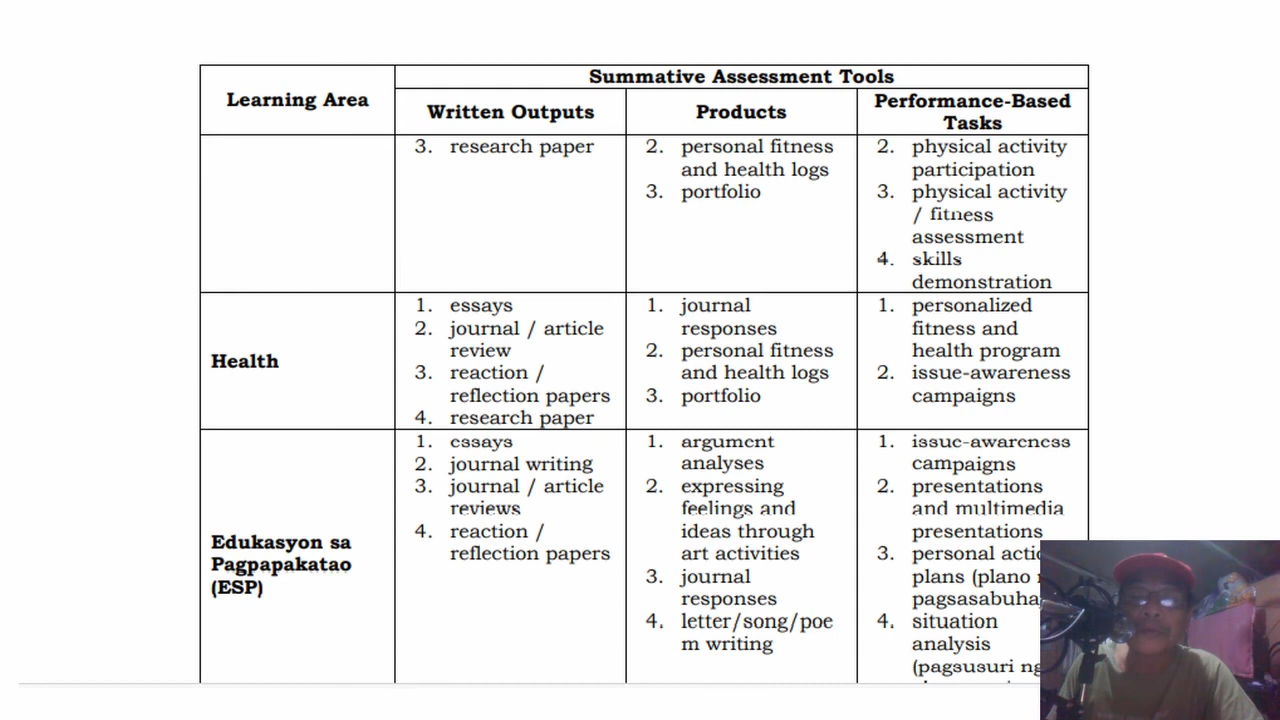 Learning Area
Summative Assessment Tools
Written Outputs
Products
Performance-Based
Tasks
3. research paper
2. personal fitness
and health logs
3. portfolio
2. physical activity
participation
3. physical activity
/ fitness
assessment
4. skills
demonstration
Health
1. essays
2. journal / article
review
3. reaction /
reflection papers
4. research paper
1. journal
responses
2. personal fitness
and health logs
3. portfolio
1. personalized
fitness and
health program
2. issue-awareness
campaigns
Edukasyon sa
Pagpapakatao
(ESP)
1. essays
2. journal writing
3. journal / article
reviews
4. reaction /
reflection papers
1. argument
analyses
2. expressing
feelings and
ideas through
art activities
3. journal
responses
4. letter/song/poe
m writing
1. issue-awareness
campaigns
2. presentations
and multimedia
presentations
3. personal
plans (plano
4. situation
analysis
(pagsusuri ng